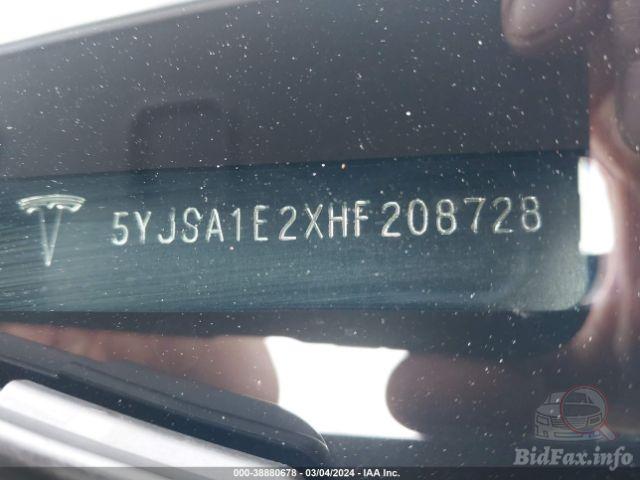 5YJSA1E2XHF208728
000-38880678 - 03/04/2024 - IAA Inc.
BidFax.info